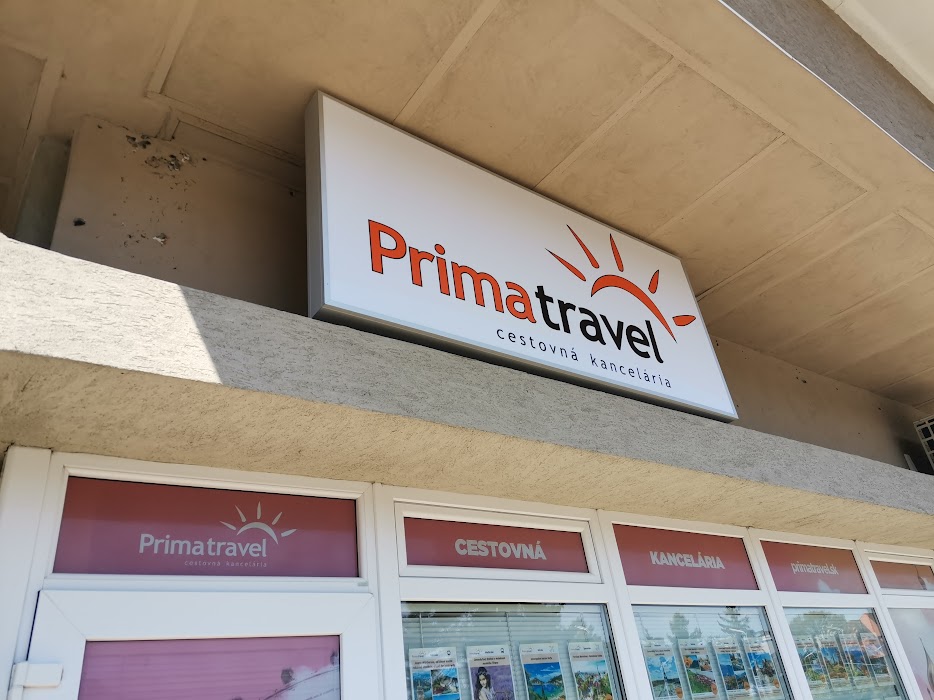 Primatravel
cestovná kancelária
Primatravel
cestovná kancelária
CESTOVNÁ
KANCELÁRIA
primatravel.sk